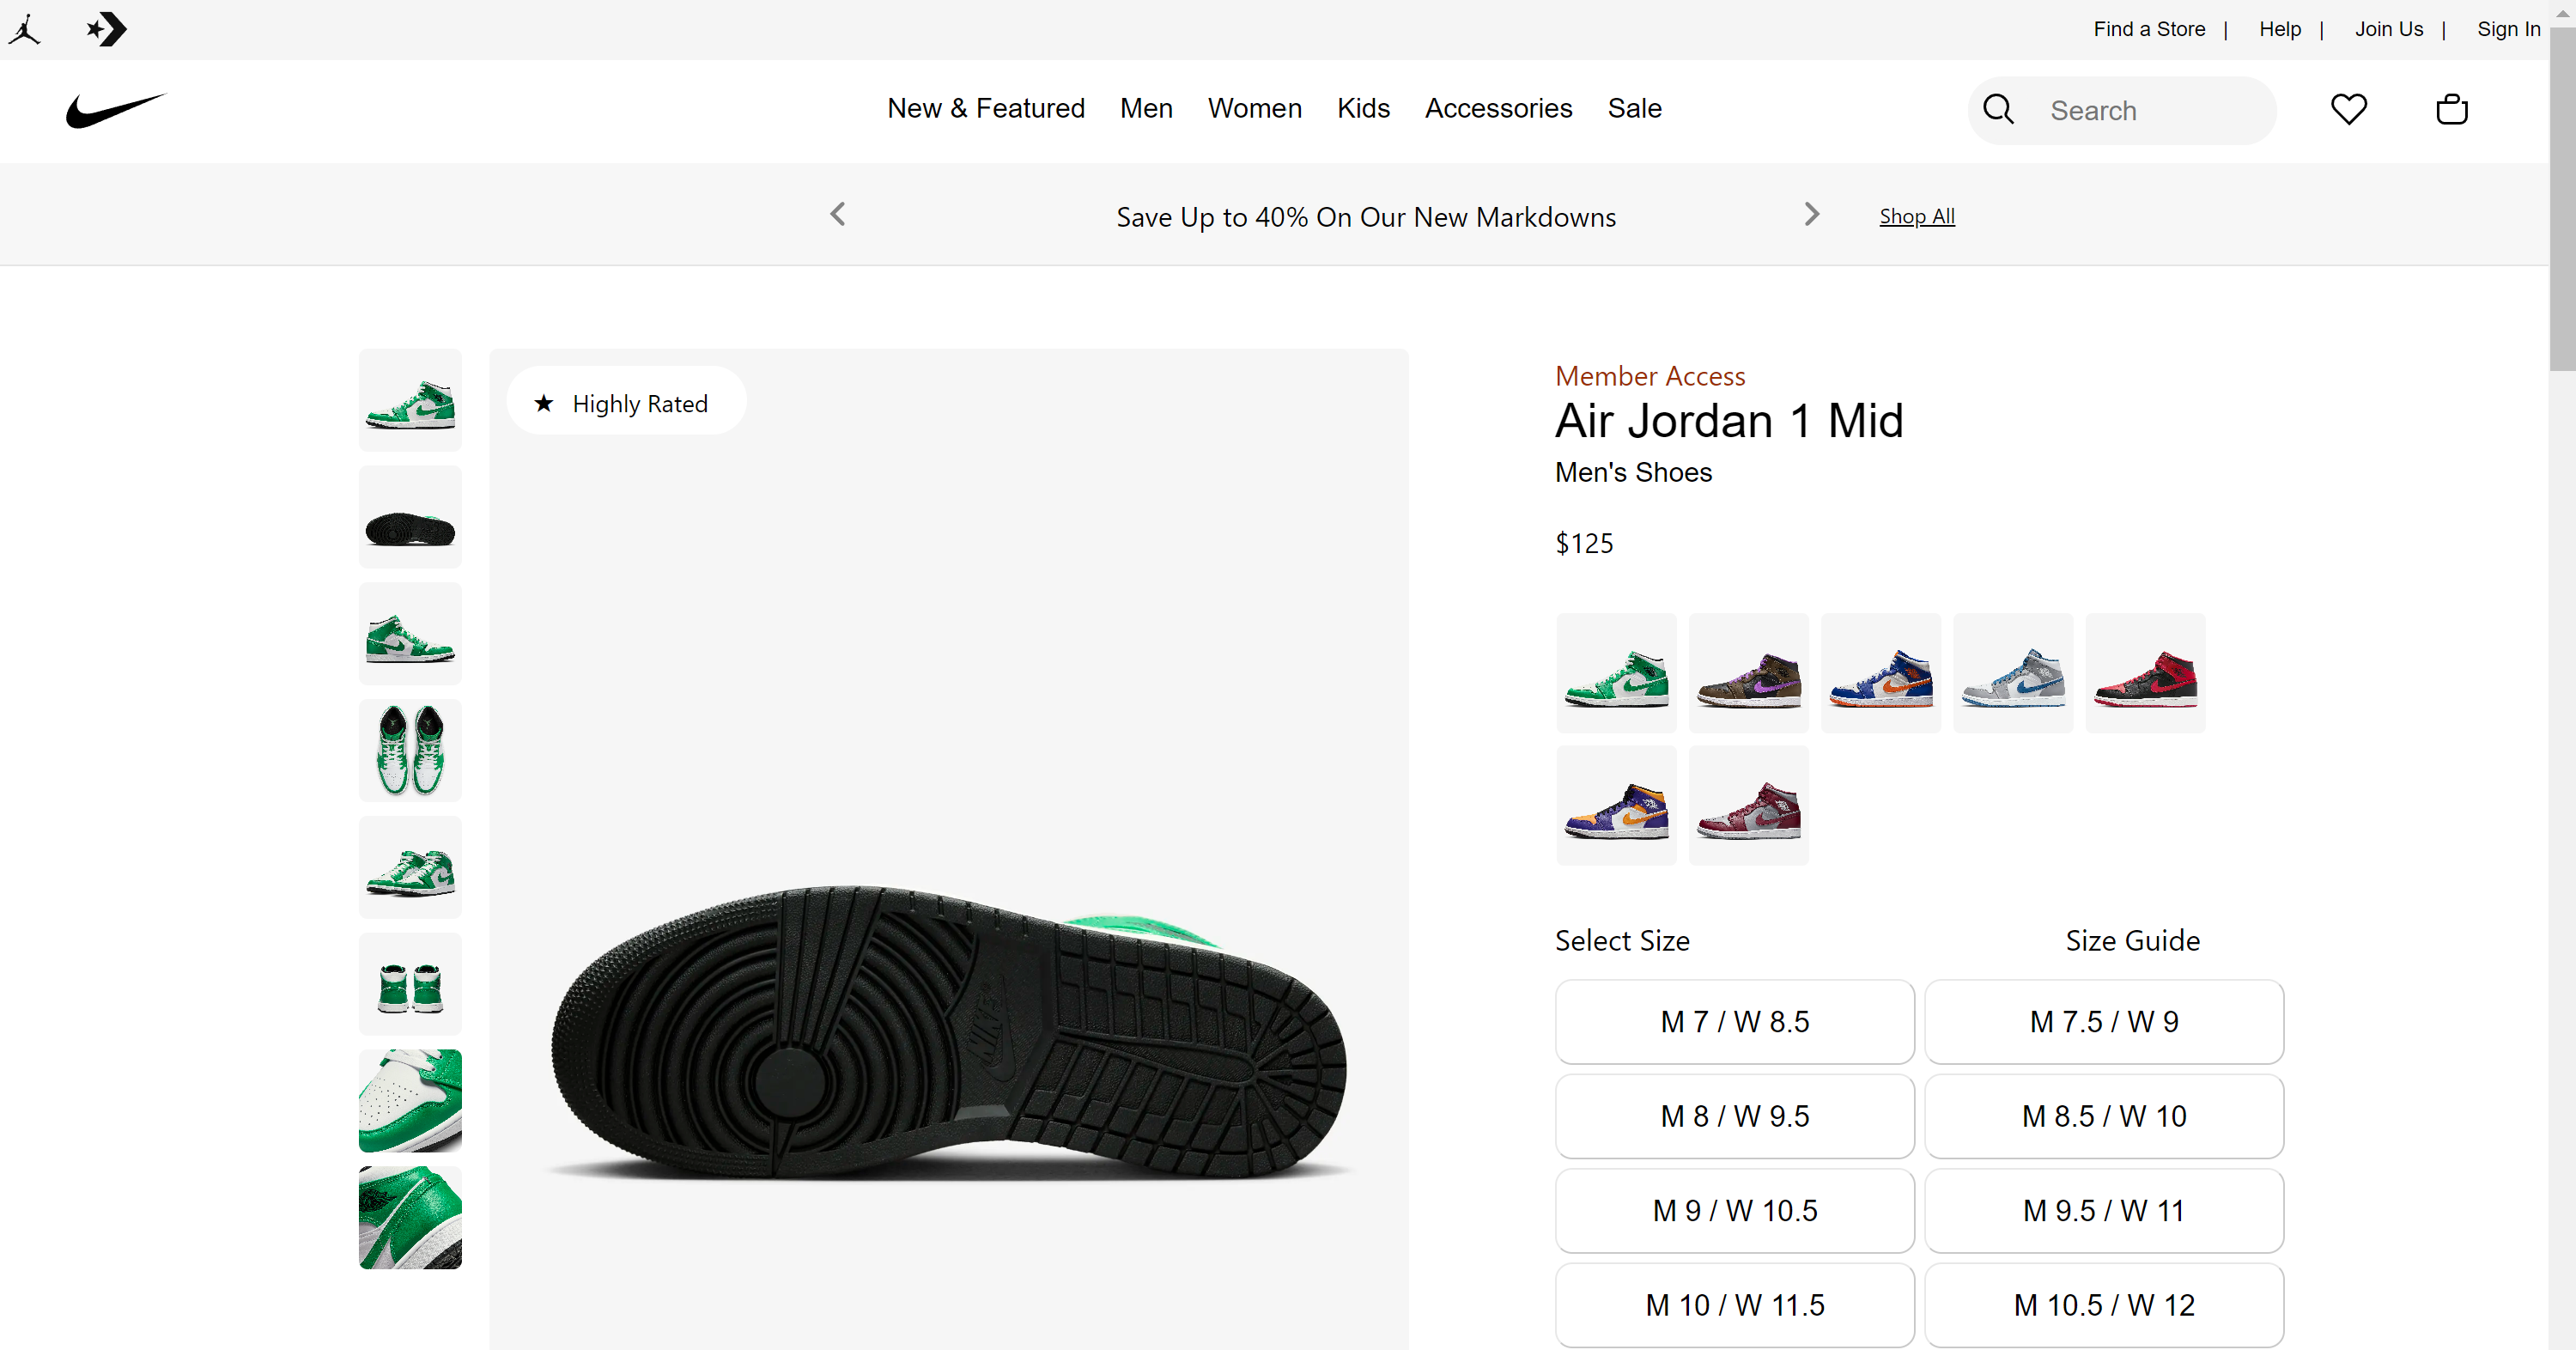 Find a Store | Help | Join Us | Sign In
New & Featured Men Women Kids Accessories Sale
Search
Save Up to 40% On Our New Markdowns
Shop All
★ Highly Rated
Member Access
Air Jordan 1 Mid
Men's Shoes
$125
Select Size
Size Guide
M 7 / W 8.5
M 7.5 / W 9
M 8 / W 9.5
M 8.5 / W 10
M 9 / W 10.5
M 9.5 / W 11
M 10 / W 11.5
M 10.5 / W 12
NIKE